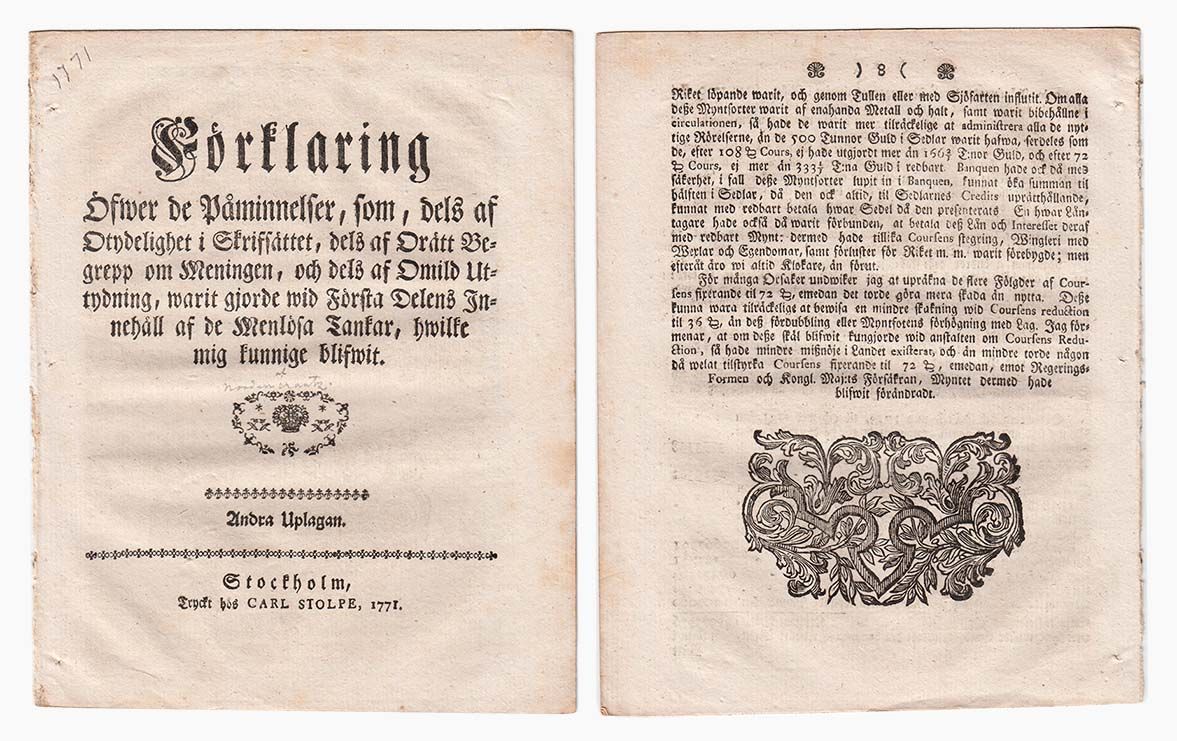 1771
Förklaring
Öfwer de Påminnelser, som, dels af
Otydelighet i Skrifsättet, dels af Orätt Be-
grepp om Meningen, och dels af Omild Ut-
tydning, warit gjorde wid Första Delens In-
nehåll af de Menlösa Tankar, hwilke
mig kunnige blifwit.
af
Nordencrantz
Andra Uplagan.
Stockholm,
Tryckt hos CARL STOLPE, 1771.
) 8 (
Riket löpande warit, och genom Tullen eller med Sjöfarten influtit. Om alla
deße Myntsorter warit af enahanda Metall och halt, samt warit bibehållne i
circulationen, så hade de warit mer tilräckelige at administrera alla de nyt-
tige Rörelserne, än de 500 Tunnor Guld i Sedlar warit hafwa, serdeles som
de, efter 108 Cours, ej hade utgjordt mer än 166⅔ T:nor Guld, och efter 72
Cours, ej mer än 333⅓ T:na Guld i redbart. Banquen hade ock då med
säkerhet, i fall deße Myntsorter lupit in i Banquen, kunnat öka summan til
hälften i Sedlar, då den ock altid, til Sedlarnes Credits uprätthållande,
kunnat med redbart betala hwar Sedel då den presenterats En hwar Lån-
tagare hade också då warit förbunden, at betala deß Lån och Interesset deraf
med redbart Mynt: dermed hade tillika Coursens stegring, Wingleri med
Wexlar och Egendomar, samt förluster för Riket m. m. warit förebygde; men
efteråt äro wi altid klokare, än förut.
För många Orsaker undwiker jag at upräkna de flere Följder af Cour-
sens fixerande til 72, emedan det torde göra mera skada än nytta. Deße
kunna wara tilräckelige at bewisa en mindre skakning wid Coursens reduction
til 36, än deß fördubbling eller Myntfotens förhögning med Lag. Jag för-
menar, at om deße skäl blifwit kungjorde wid anstalten om Coursens Redu-
ction, så hade mindre mißnöje i Landet existerat, och än mindre torde någon
då welat tilstyrka Coursens fixerande til 72, emedan, emot Regerings-
Formen och Kongl. Maj:ts Försäkran, Myntet dermed hade
blifwit förändradt.